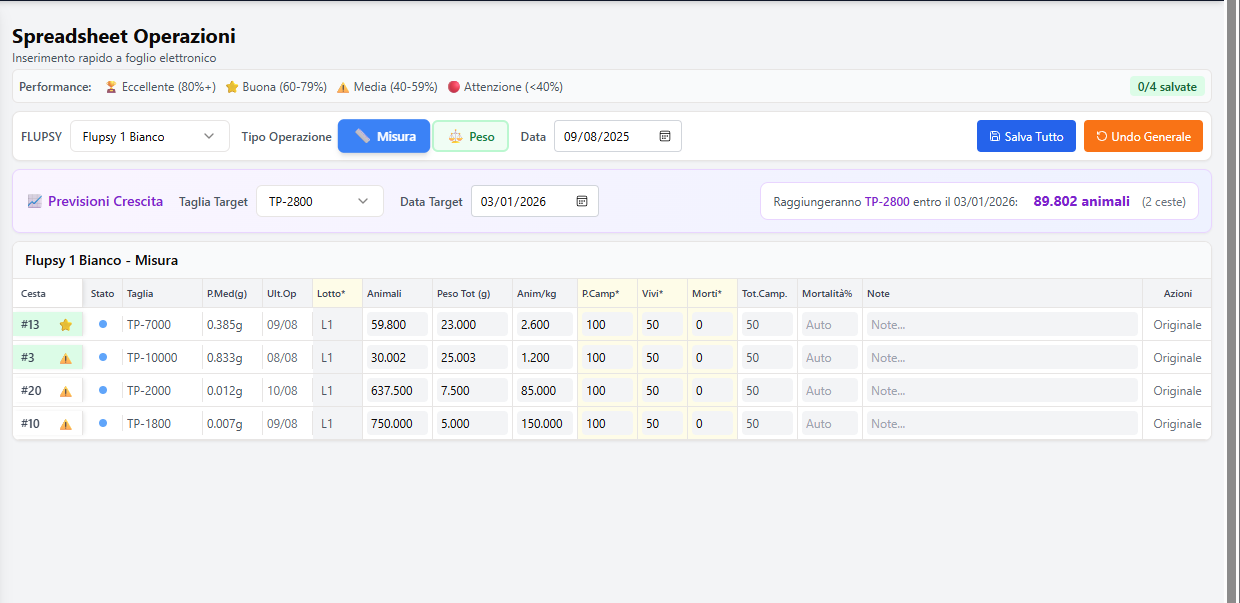 Spreadsheet Operazioni
Inserimento rapido a foglio elettronico
Performance: Eccellente (80%+) Buona (60-79%) Media (40-59%) Attenzione (<40%) 0/4 salvate
FLUPSY Flupsy 1 Bianco Tipo Operazione Misura Peso Data 09/08/2025 Salva Tutto Undo Generale
Previsioni Crescita Taglia Target TP-2800 Data Target 03/01/2026 Raggiungeranno TP-2800 entro il 03/01/2026: 89.802 animali (2 ceste)
Flupsy 1 Bianco - Misura
Cesta Stato Taglia P.Med(g) Ult.Op Lotto* Animali Peso Tot (g) Anim/kg P.Camp* Vivi* Morti* Tot.Camp. Mortalità% Note Azioni
#13 TP-7000 0.385g 09/08 L1 59.800 23.000 2.600 100 50 0 50 Auto Note... Originale
#3 TP-10000 0.833g 08/08 L1 30.002 25.003 1.200 100 50 0 50 Auto Note... Originale
#20 TP-2000 0.012g 10/08 L1 637.500 7.500 85.000 100 50 0 50 Auto Note... Originale
#10 TP-1800 0.007g 09/08 L1 750.000 5.000 150.000 100 50 0 50 Auto Note... Originale